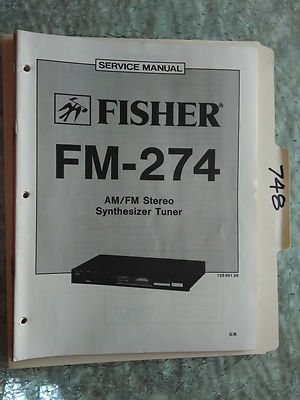 SERVICE MANUAL
FISHER®
FM-274
AM/FM Stereo
Synthesizer Tuner
U.S.
748